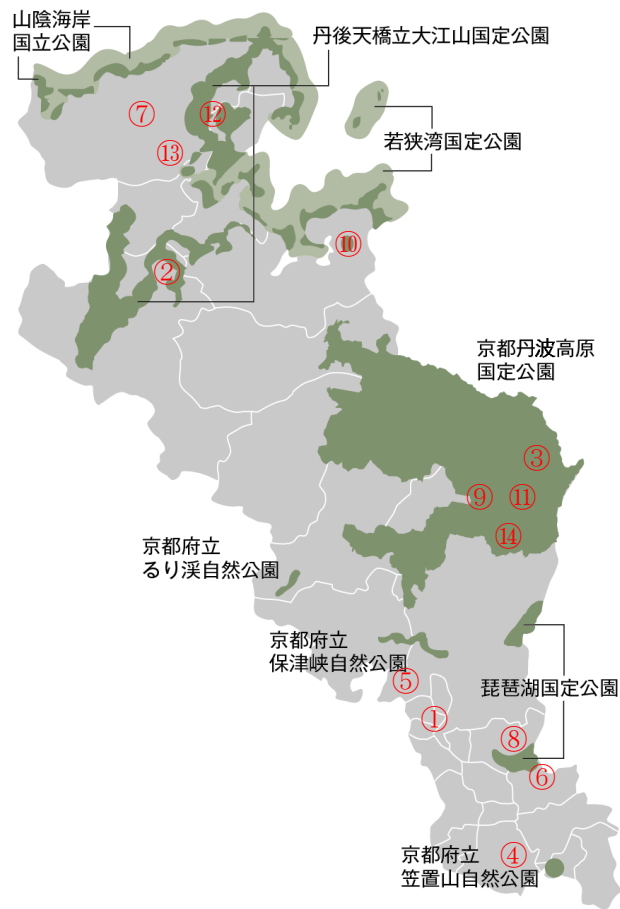 山陰海岸
国立公園
丹後天橋立大江山国定公園
⑦
⑫
若狭湾国定公園
⑬
⑩
②
京都丹波高原
国定公園
③
⑨
⑪
⑭
京都府立
るり渓自然公園
京都府立
保津峡自然公園
⑤
琵琶湖国定公園
①
⑧
⑥
京都府立
笠置山自然公園
④